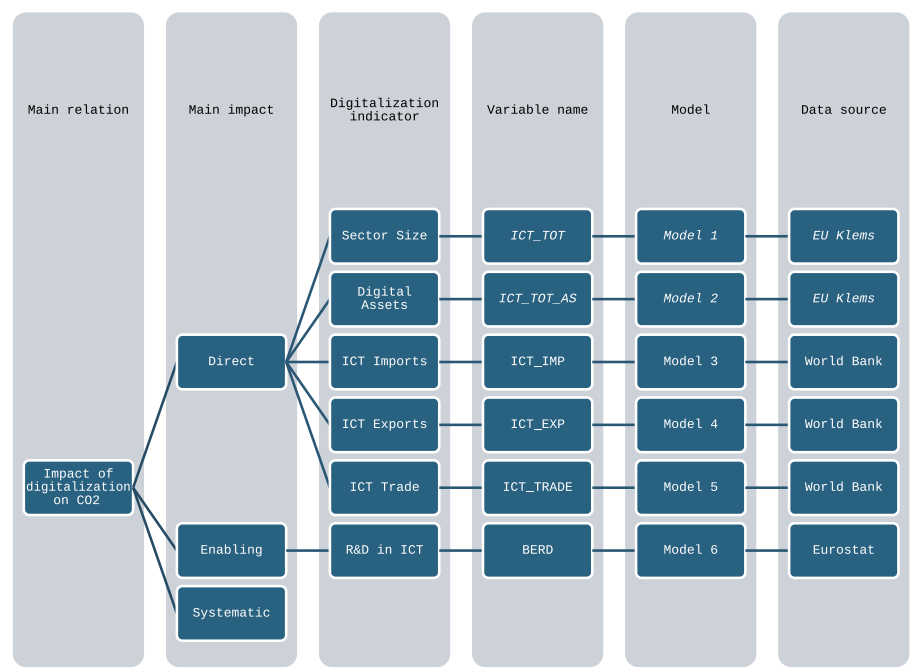 Main relation
Main impact
Digitalization
indicator
Variable name
Model
Data source
Sector Size
ICT_TOT
Model 1
EU Klems
Digital
Assets
ICT_TOT_AS
Model 2
EU Klems
Direct
ICT Imports
ICT_IMP
Model 3
World Bank
ICT Exports
ICT_EXP
Model 4
World Bank
Impact of
digitalization
on CO2
ICT Trade
ICT_TRADE
Model 5
World Bank
Enabling
R&D in ICT
BERD
Model 6
Eurostat
Systematic